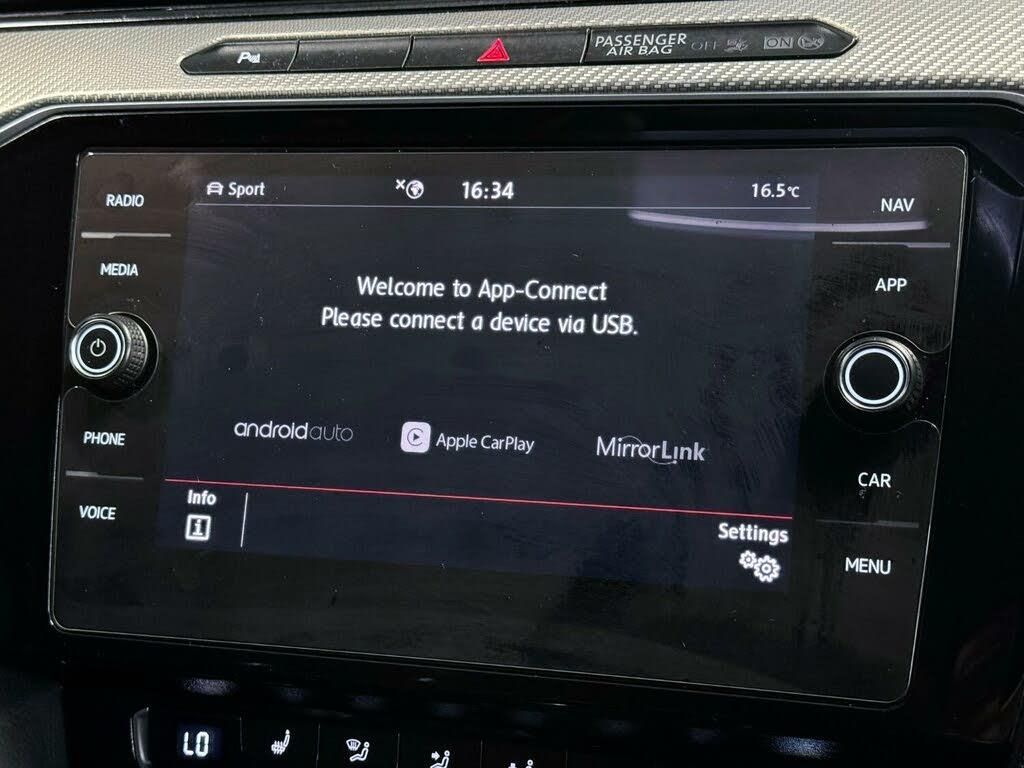 P
PASSENGER
AIR BAG OFF ON
RADIO
MEDIA
PHONE
VOICE
Sport 16:34 16.5°C
Welcome to App-Connect
Please connect a device via USB.
androidauto Apple CarPlay MirrorLink
Info
i
Settings
NAV
APP
CAR
MENU
LO